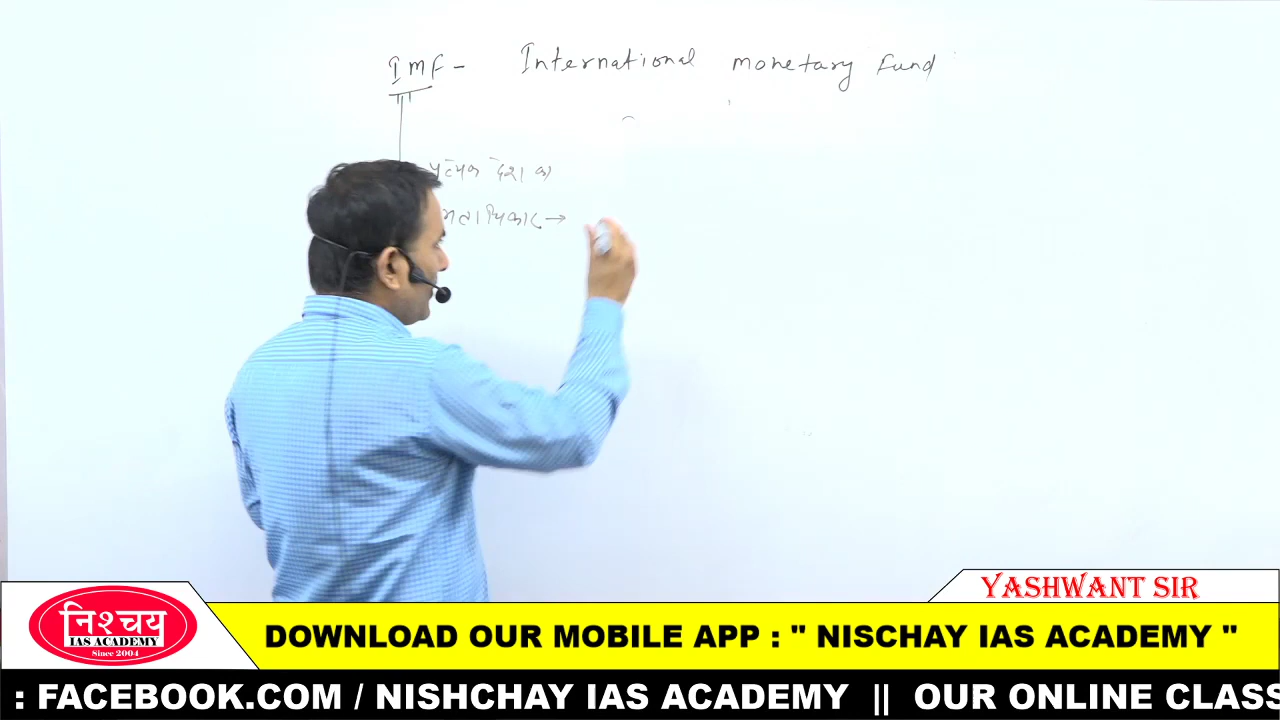 IMF - International monetary Fund
प्रत्येक देश का
मताधिकार →
YASHWANT SIR
निश्चय
IAS ACADEMY
Since 2004
DOWNLOAD OUR MOBILE APP : " NISCHAY IAS ACADEMY "
: FACEBOOK.COM / NISHCHAY IAS ACADEMY || OUR ONLINE CLASS